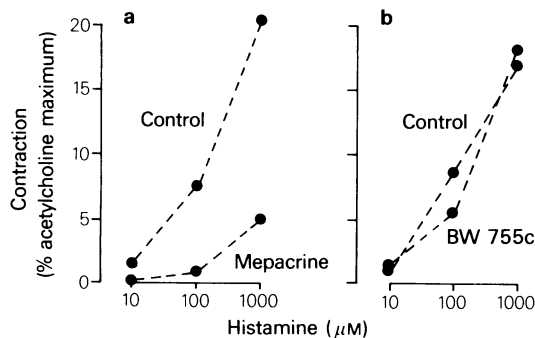 a
b
Contraction
(% acetylcholine maximum)
20
15
10
5
0
Control
Mepacrine
Control
BW 755c
10 100 1000
10 100 1000
Histamine (μM)